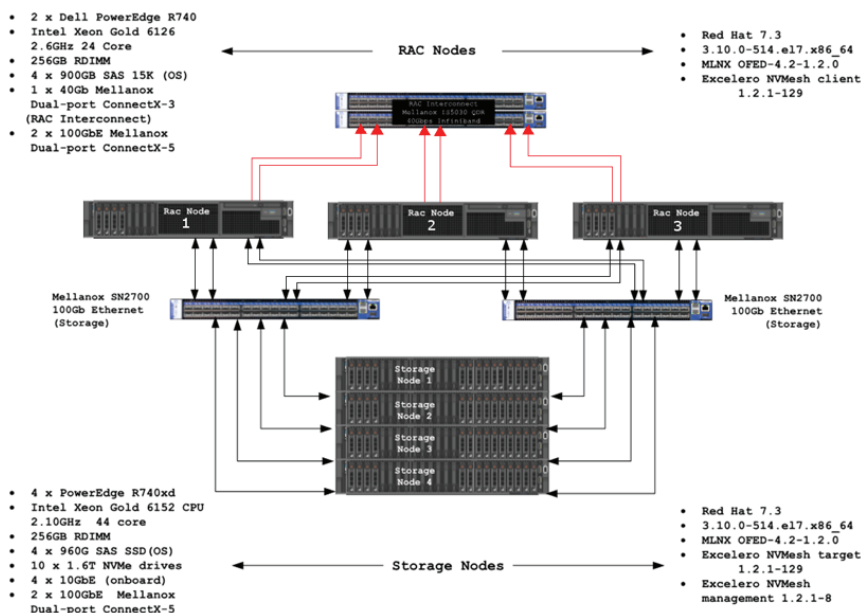 • 2 x Dell PowerEdge R740
• Intel Xeon Gold 6126
2.6GHz 24 Core
• 256GB RDIMM
• 4 x 900GB SAS 15K (OS)
• 1 x 40Gb Mellanox
Dual-port ConnectX-3
(RAC Interconnect)
• 2 x 100GbE Mellanox
Dual-port ConnectX-5
RAC Nodes
• Red Hat 7.3
• 3.10.0-514.el7.x86_64
• MLNX OFED-4.2-1.2.0
• Excelero NVMesh client
1.2.1-129
RAC Interconnect
Mellanox IS5030 QDR
40Gbps Infiniband
Rac Node
1
Rac Node
2
Rac Node
3
Mellanox SN2700
100Gb Ethernet
(Storage)
Mellanox SN2700
100Gb Ethernet
(Storage)
Storage
Node 1
Storage
Node 2
Storage
Node 3
Storage
Node 4
• 4 x PowerEdge R740xd
• Intel Xeon Gold 6152 CPU
2.10GHz 44 core
• 256GB RDIMM
• 4 x 960G SAS SSD(OS)
• 10 x 1.6T NVMe drives
• 4 x 10GbE (onboard)
• 2 x 100GbE Mellanox
Dual-port ConnectX-5
Storage Nodes
• Red Hat 7.3
• 3.10.0-514.el7.x86_64
• MLNX OFED-4.2-1.2.0
• Excelero NVMesh target
1.2.1-129
• Excelero NVMesh
management 1.2.1-8